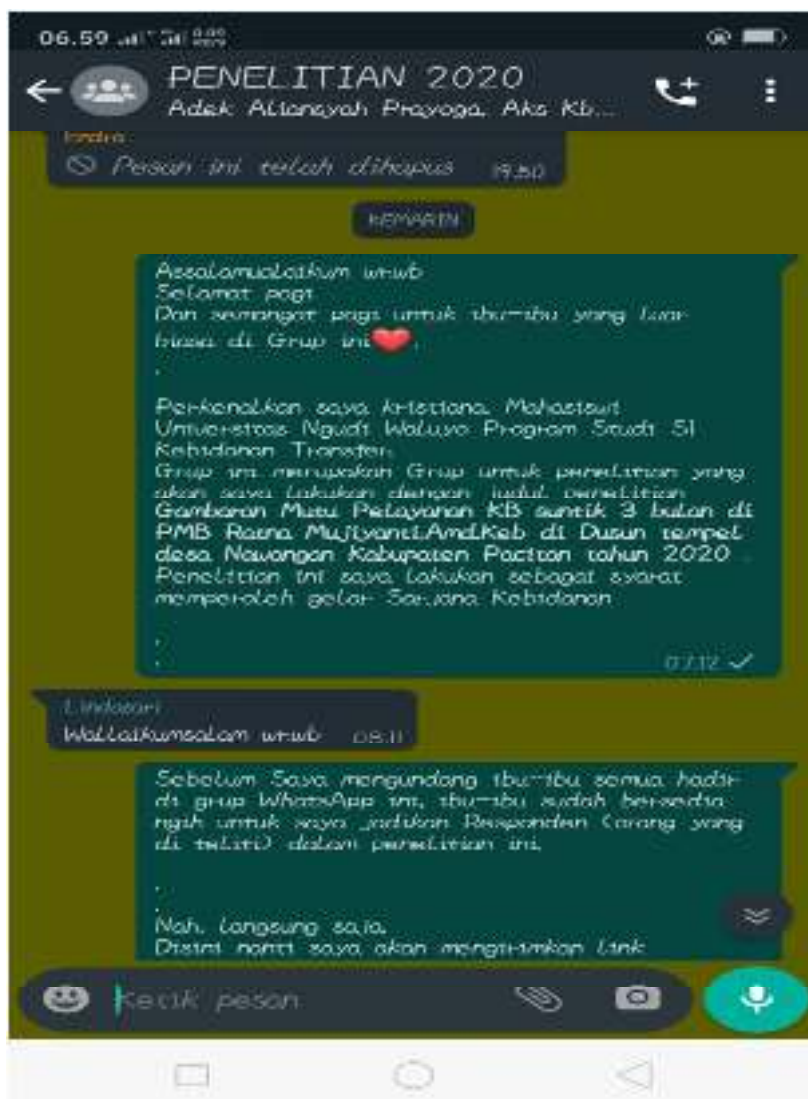 06.59
PENELITIAN 2020
Adek Aliansyah Prayoga, Aks Kb...
Pesan ini telah dihapus 19.50
KEMARIN
Assalamualaikum wr.wb
Selamat pagi
Dan semangat pagi untuk ibu-ibu yang luar
biasa di Grup ini❤️.
.
Perkenalkan saya kristiana, Mahasiswi
Universitas Ngudi Waluyo Program Studi S1
Kebidanan Transfer.
Grup ini merupakan Grup untuk penelitian yang
akan saya lakukan dengan judul penelitian
Gambaran Mutu Pelayanan KB suntik 3 bulan di
PMB Ratna Mujiyanti.Amd.Keb di Dusun tempel
desa Nawangan Kabupaten Pacitan tahun 2020 .
Penelitian ini saya lakukan sebagai syarat
memperoleh gelar Sarjana Kebidanan
.
.
07.12
Lindasari
Wallaikumsalam wr.wb 08.11
Sebelum Saya mengundang ibu-ibu semua hadir
di grup WhatsApp ini, ibu-ibu sudah bersedia
ngih untuk saya jadikan Responden (orang yang
di teliti) dalam penelitian ini.
.
.
Nah, langsung saja,
Disini nanti saya akan mengirimkan link
Ketik pesan